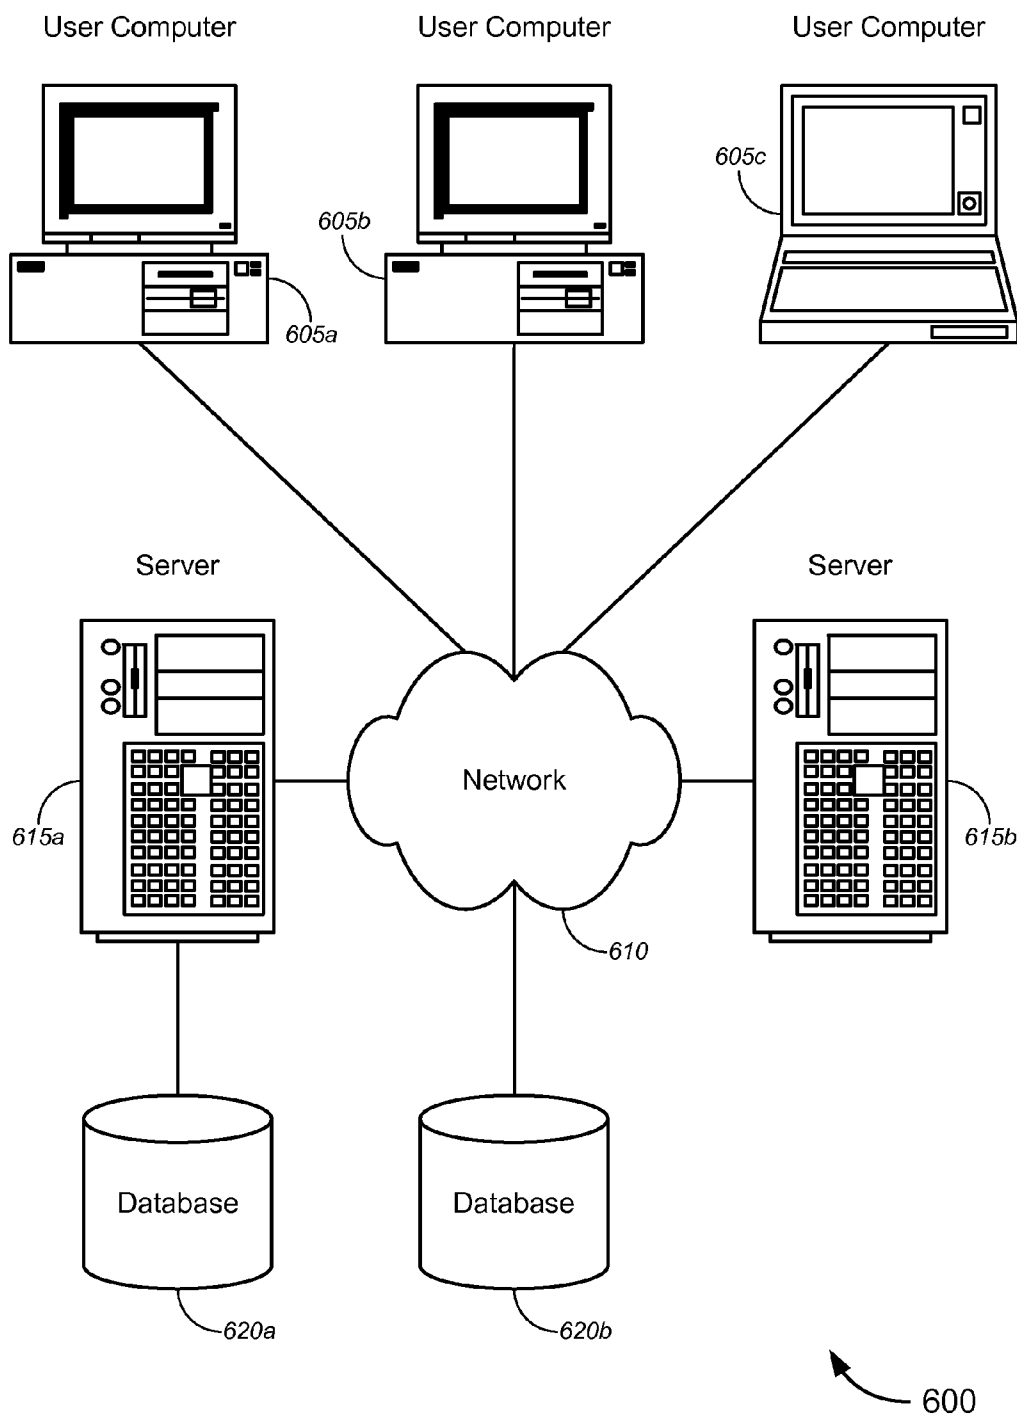 User Computer
User Computer
User Computer
605c
605b
605a
Server
Server
Network
615a
615b
610
Database
Database
620a
620b
600